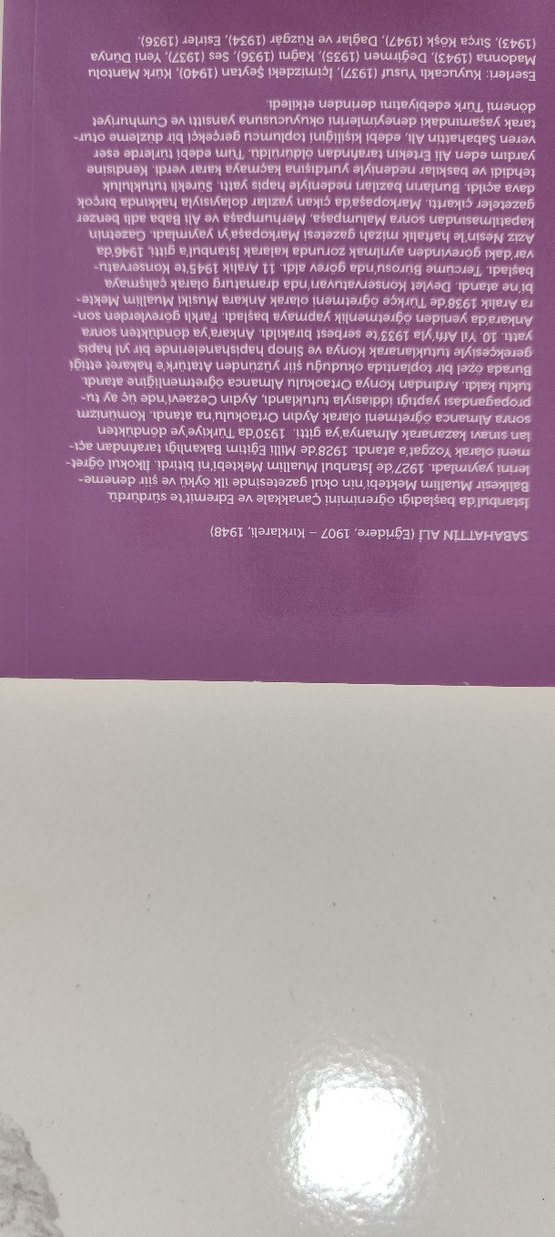 SABAHATTİN ALİ (Eğridere, 1907 – Kırklareli, 1948)
İstanbul'da başladığı öğrenimini Çanakkale ve Edremit'te sürdürdü.
Balıkesir Muallim Mektebi'nin okul gazetesinde ilk öykü ve şiir deneme-
lerini yayımladı. 1927'de İstanbul Muallim Mektebi'ni bitirdi. İlkokul öğret-
meni olarak Yozgat'a atandı. 1928'de Milli Eğitim Bakanlığı tarafından açı-
lan sınavı kazanarak Almanya'ya gitti. 1930'da Türkiye'ye döndükten
sonra Almanca öğretmeni olarak Aydın Ortaokulu'na atandı. Komünizm
propagandası yaptığı iddiasıyla tutuklandı, Aydın Cezaevi'nde üç ay tu-
tuklu kaldı. Ardından Konya Ortaokulu Almanca öğretmenliğine atandı.
Burada özel bir toplantıda okuduğu şiir yüzünden Atatürk'e hakaret ettiği
gerekçesiyle tutuklanarak Konya ve Sinop hapishanelerinde bir yıl hapis
yattı. 10. Yıl Affı'yla 1933'te serbest bırakıldı. Ankara'ya döndükten sonra
Ankara'da yeniden öğretmenlik yapmaya başladı. Farklı görevlerden son-
ra Aralık 1938'de Türkçe öğretmeni olarak Ankara Musiki Muallim Mekte-
bi'ne atandı. Devlet Konservatuvarı'nda dramaturg olarak çalışmaya
başladı. Tercüme Bürosu'nda görev aldı. 11 Aralık 1945'te Konservatu-
var'daki görevinden ayrılmak zorunda kalarak İstanbul'a gitti. 1946'da
Aziz Nesin'le haftalık mizah gazetesi Markopaşa'yı yayımladı. Gazetnin
kapatılmasından sonra Malumpaşa, Merhumpaşa ve Ali Baba adlı benzer
gazeteler çıkarttı. Markopaşa'da çıkan yazılar dolayısıyla hakkında birçok
dava açıldı. Bunların bazıları nedeniyle hapis yattı. Sürekli tutukluluk
tehdidi ve baskılar nedeniyle yurtdışına kaçmaya karar verdi. Kendisine
yardım eden Ali Ertekin tarafından öldürüldü. Tüm edebi türlerde eser
veren Sabahattin Ali, edebi kişiliğini toplumcu gerçekçi bir düzleme otur-
tarak yaşamındaki deneyimlerini okuyucusuna yansıttı ve Cumhuriyet
dönemi Türk edebiyatını derinden etkiledi.
Eserleri: Kuyucaklı Yusuf (1937), İçimizdeki Şeytan (1940), Kürk Mantolu
Madonna (1943), Değirmen (1935), Kağnı (1936), Ses (1937), Yeni Dünya
(1943), Sırça Köşk (1947), Dağlar ve Rüzgâr (1934), Esirler (1936).